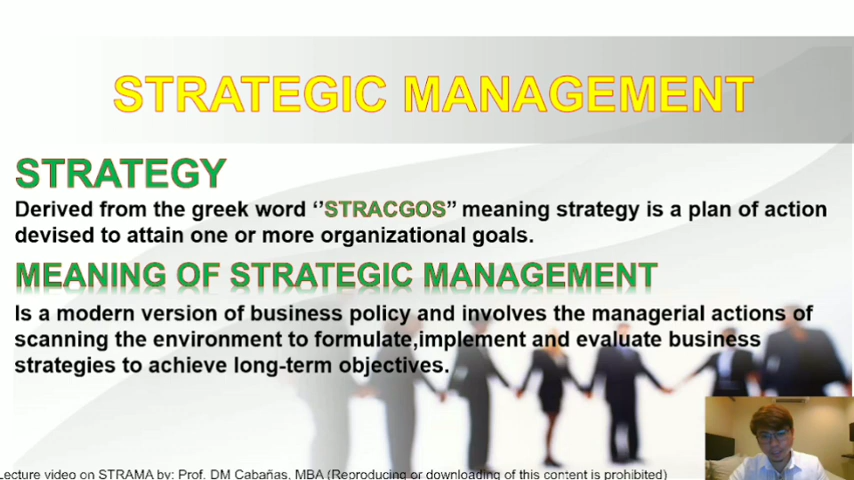 STRATEGIC MANAGEMENT
STRATEGY
Derived from the greek word ‘’STRACGOS’’ meaning strategy is a plan of action
devised to attain one or more organizational goals.
MEANING OF STRATEGIC MANAGEMENT
Is a modern version of business policy and involves the managerial actions of
scanning the environment to formulate,implement and evaluate business
strategies to achieve long-term objectives.
Lecture video on STRAMA by: Prof. DM Cabañas, MBA (Reproducing or downloading of this content is prohibited)